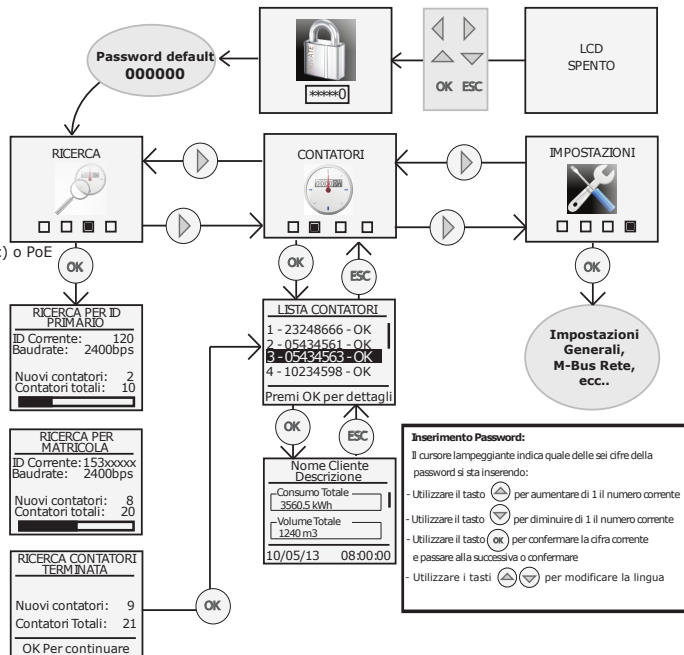 Password default
000000
*****0
OK ESC
LCD
SPENTO
RICERCA
CONTATORI
IMPOSTAZIONI
c) o PoE
OK
OK
ESC
OK
RICERCA PER ID
PRIMARIO
ID Corrente: 120
Baudrate: 2400bps
Nuovi contatori: 2
Contatori totali: 10
LISTA CONTATORI
1 - 23248666 - OK
2 - 05434561 - OK
3 - 05434563 - OK
4 - 10234598 - OK
Premi OK per dettagli
Impostazioni
Generali,
M-Bus Rete,
ecc..
OK
ESC
RICERCA PER
MATRICOLA
ID Corrente:153xxxxx
Baudrate: 2400bps
Nuovi contatori: 8
Contatori totali: 20
Nome Cliente
Descrizione
Consumo Totale
3560.5 kWh
Volume Totale
1240 m3
10/05/13 08:00:00
RICERCA CONTATORI
TERMINATA
Nuovi contatori: 9
Contatori Totali: 21
OK Per continuare
OK
Inserimento Password:
Il cursore lampeggiante indica quale delle sei cifre della
password si sta inserendo:
- Utilizzare il tasto per aumentare di 1 il numero corrente
- Utilizzare il tasto per diminuire di 1 il numero corrente
- Utilizzare il tasto OK per confermare la cifra corrente
e passare alla successiva o confermare
- Utilizzare i tasti per modificare la lingua